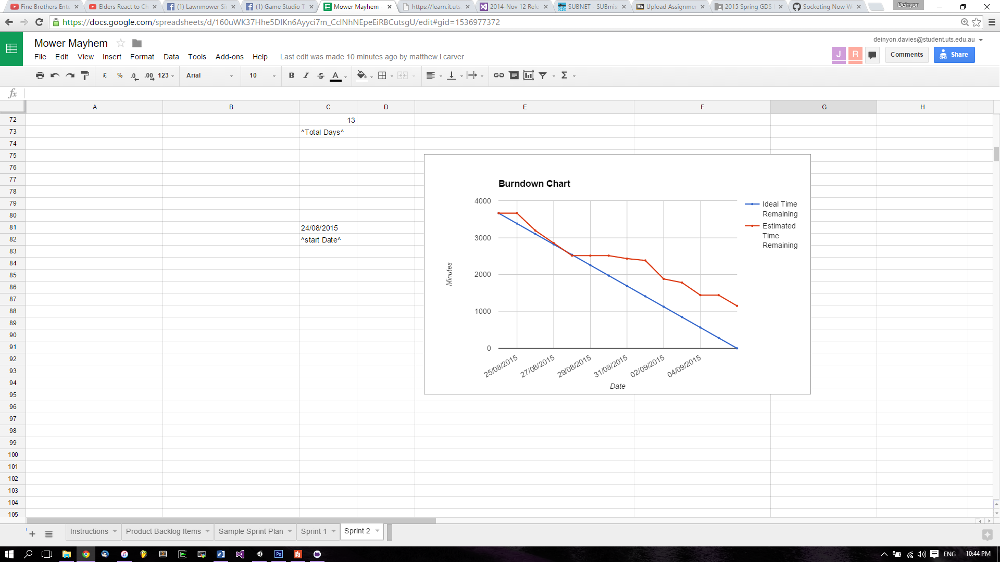 Fine Brothers Ente
Elders React to Ch
(1) Lawnmower Si
(1) Game Studio T
Mower Mayhem -
https://learn.it.uts
2014-Nov 12 Rele
SUBNET - SUBmis
Upload Assignme
2015 Spring GDS
Socketing Now W
Deinyon
https://docs.google.com/spreadsheets/d/160uWK37Hhe5DIKn6Ayyci7m_CclNhNEpeEiRBCutsgU/edit#gid=1536977372
Mower Mayhem
deinyon.davies@student.uts.edu.au
File Edit View Insert Format Data Tools Add-ons Help Last edit was made 10 minutes ago by matthew.l.carver
J R Comments Share
£ % .0 .00 123 Arial 10 B I S A Σ
fx
A B C D E F G H
72 13
73 ^Total Days^
74
75
76
77
78
79
80
81 24/08/2015
82 ^start Date^
83
84
85
86
87
88
89
90
91
92
93
94
95
96
97
98
99
100
101
102
103
104
105
Burndown Chart
4000
3000
2000
1000
0
Minutes
25/08/2015 27/08/2015 29/08/2015 31/08/2015 02/09/2015 04/09/2015
Date
Ideal Time
Remaining
Estimated
Time
Remaining
+ Instructions Product Backlog Items Sample Sprint Plan Sprint 1 Sprint 2
ENG 10:44 PM